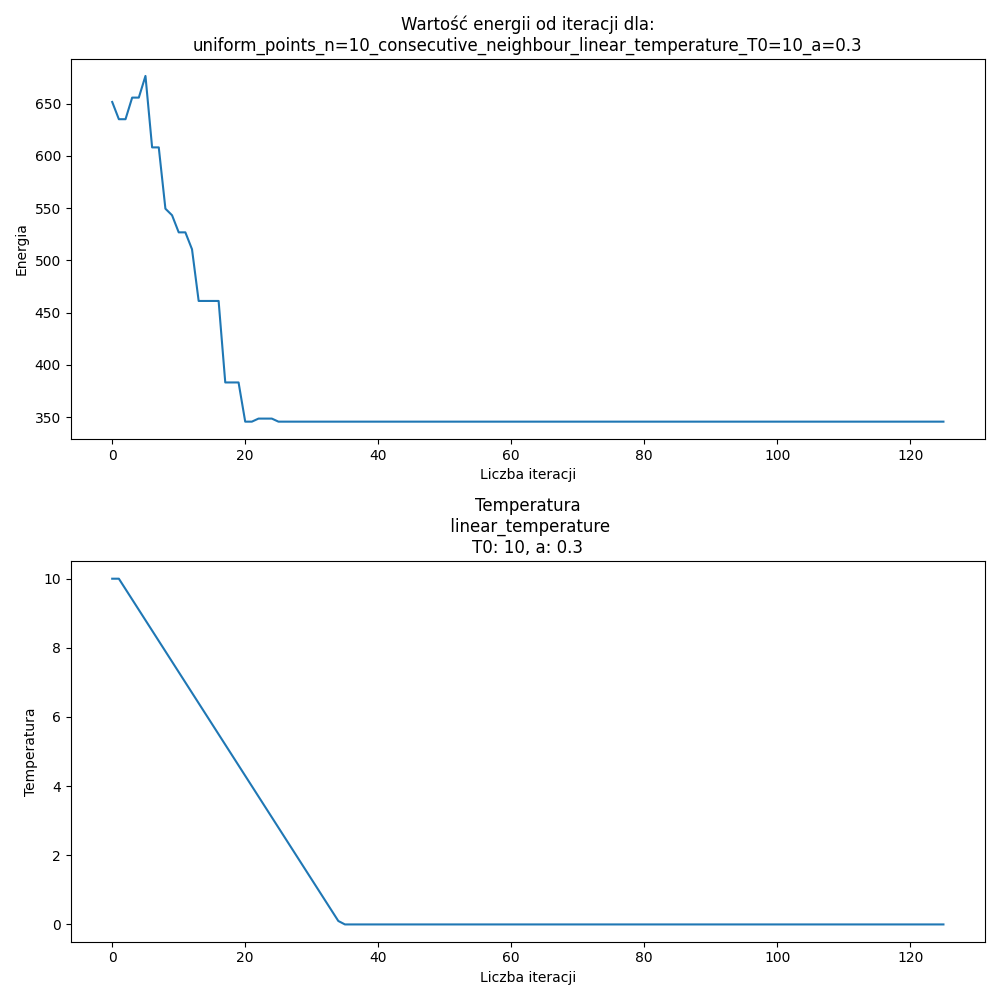 Wartość energii od iteracji dla:
uniform_points_n=10_consecutive_neighbour_linear_temperature_T0=10_a=0.3
650
600
550
500
450
400
350
Energia
0 20 40 60 80 100 120
Liczba iteracji
Temperatura
linear_temperature
T0: 10, a: 0.3
10
8
6
4
2
0
Temperatura
0 20 40 60 80 100 120
Liczba iteracji